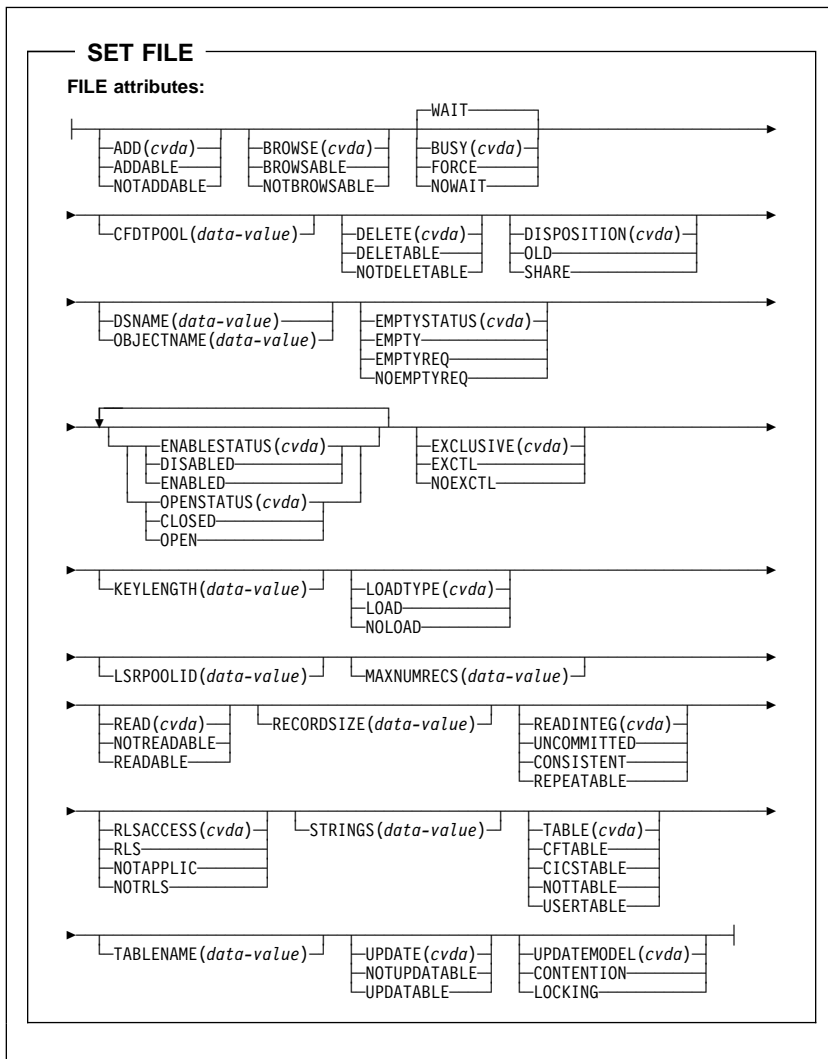 SET FILE
FILE attributes:
WAIT
ADD(cvda) BROWSE(cvda) BUSY(cvda)
ADDABLE BROWSABLE FORCE
NOTADDABLE NOTBROWSABLE NOWAIT
CFDTPOOL(data-value) DELETE(cvda) DISPOSITION(cvda)
DELETABLE OLD
NOTDELETABLE SHARE
DSNAME(data-value) EMPTYSTATUS(cvda)
OBJECTNAME(data-value) EMPTY
EMPTYREQ
NOEMPTYREQ
ENABLESTATUS(cvda) EXCLUSIVE(cvda)
DISABLED EXCTL
ENABLED NOEXCTL
OPENSTATUS(cvda)
CLOSED
OPEN
KEYLENGTH(data-value) LOADTYPE(cvda)
LOAD
NOLOAD
LSRPOOLID(data-value) MAXNUMRECS(data-value)
READ(cvda) RECORDSIZE(data-value) READINTEG(cvda)
NOTREADABLE UNCOMMITTED
READABLE CONSISTENT
REPEATABLE
RLSACCESS(cvda) STRINGS(data-value) TABLE(cvda)
RLS CFTABLE
NOTAPPLIC CICSTABLE
NOTRLS NOTTABLE
USERTABLE
TABLENAME(data-value) UPDATE(cvda) UPDATEMODEL(cvda)
NOTUPDATABLE CONTENTION
UPDATABLE LOCKING